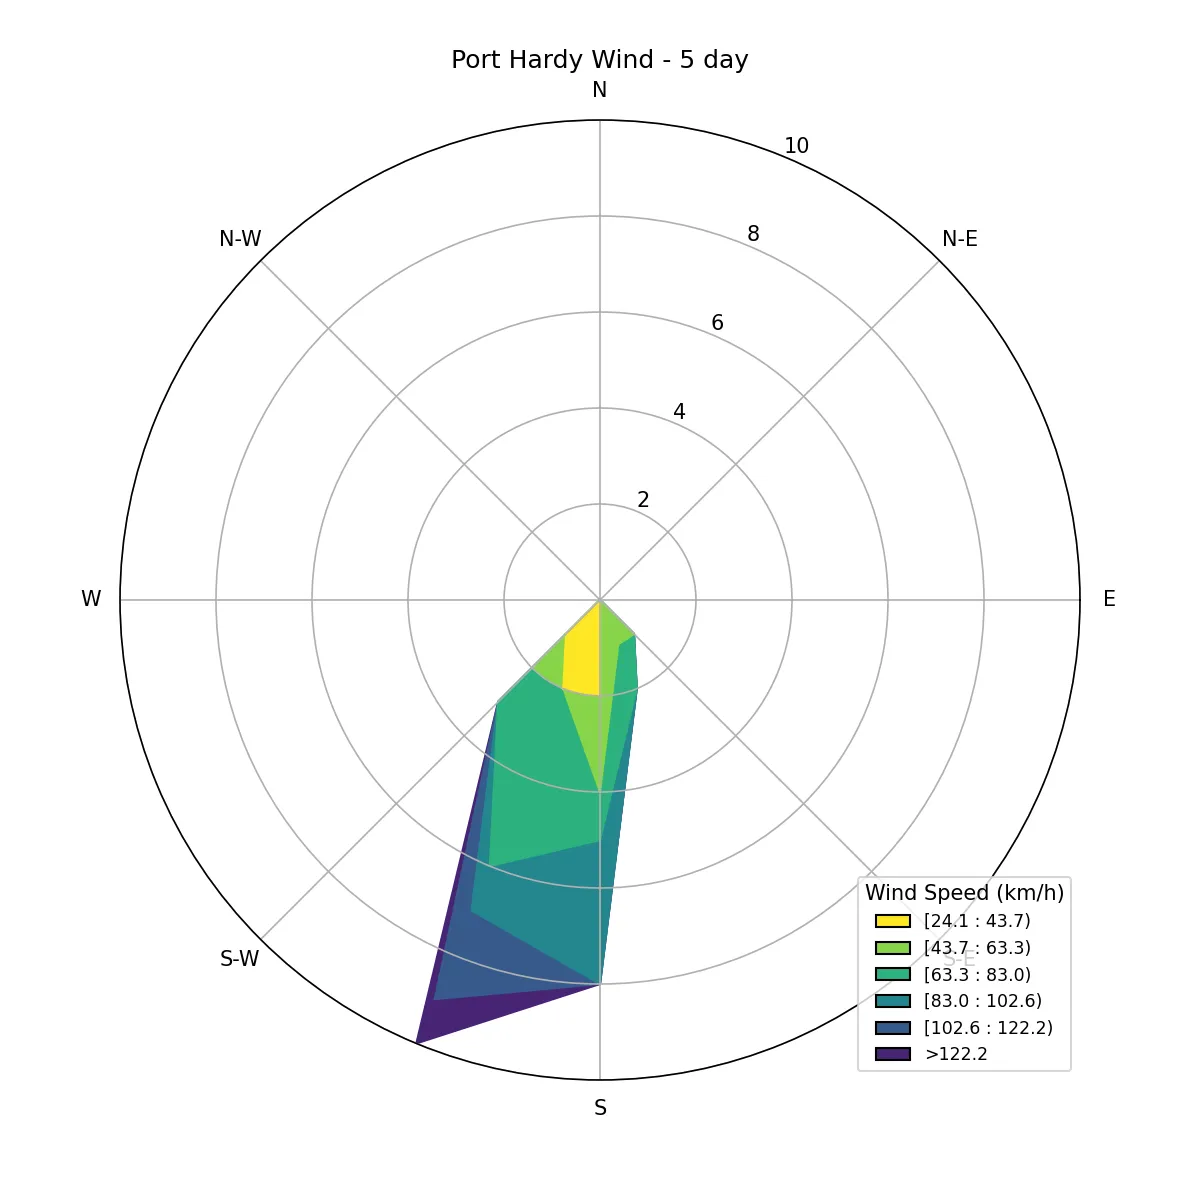 Port Hardy Wind - 5 day
N
10
N-W
8
N-E
6
4
2
W
E
S-W
S-E
S
Wind Speed (km/h)
[24.1 : 43.7)
[43.7 : 63.3)
[63.3 : 83.0)
[83.0 : 102.6)
[102.6 : 122.2)
>122.2